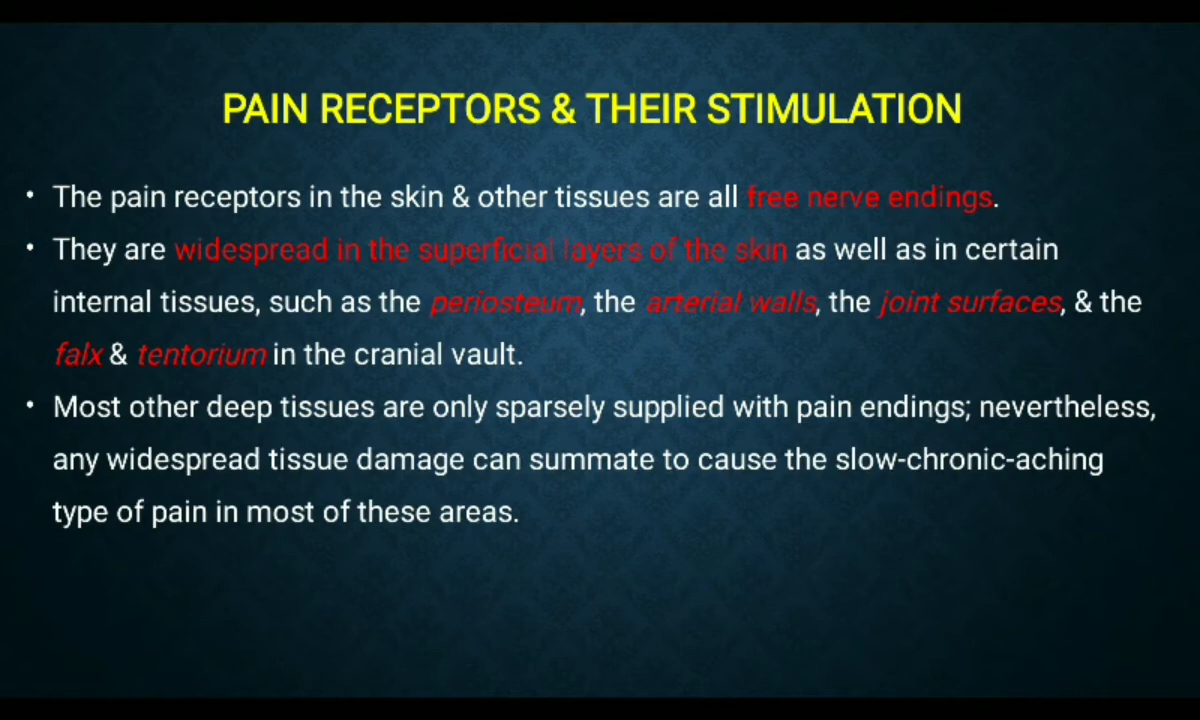 PAIN RECEPTORS & THEIR STIMULATION
• The pain receptors in the skin & other tissues are all free nerve endings.
• They are widespread in the superficial layers of the skin as well as in certain
internal tissues, such as the periosteum, the arterial walls, the joint surfaces, & the
falx & tentorium in the cranial vault.
• Most other deep tissues are only sparsely supplied with pain endings; nevertheless,
any widespread tissue damage can summate to cause the slow-chronic-aching
type of pain in most of these areas.